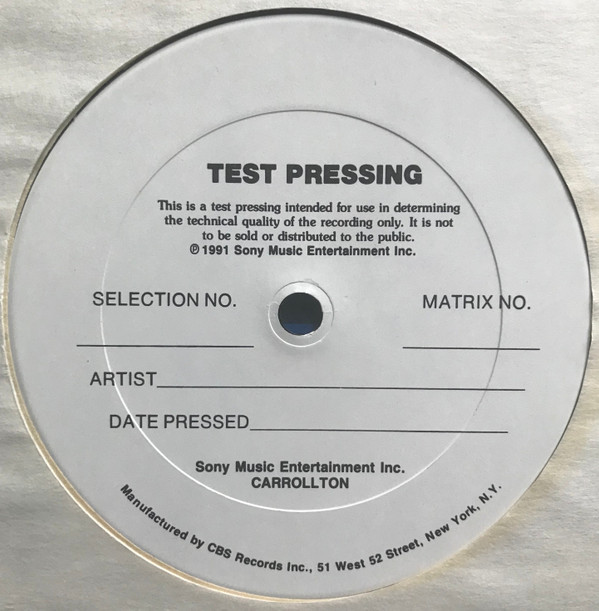 TEST PRESSING
This is a test pressing intended for use in determining
the technical quality of the recording only. It is not
to be sold or distributed to the public.
℗ 1991 Sony Music Entertainment Inc.
SELECTION NO.
MATRIX NO.
ARTIST
DATE PRESSED
Sony Music Entertainment Inc.
CARROLLTON
Manufactured by CBS Records Inc., 51 West 52 Street, New York, N.Y.